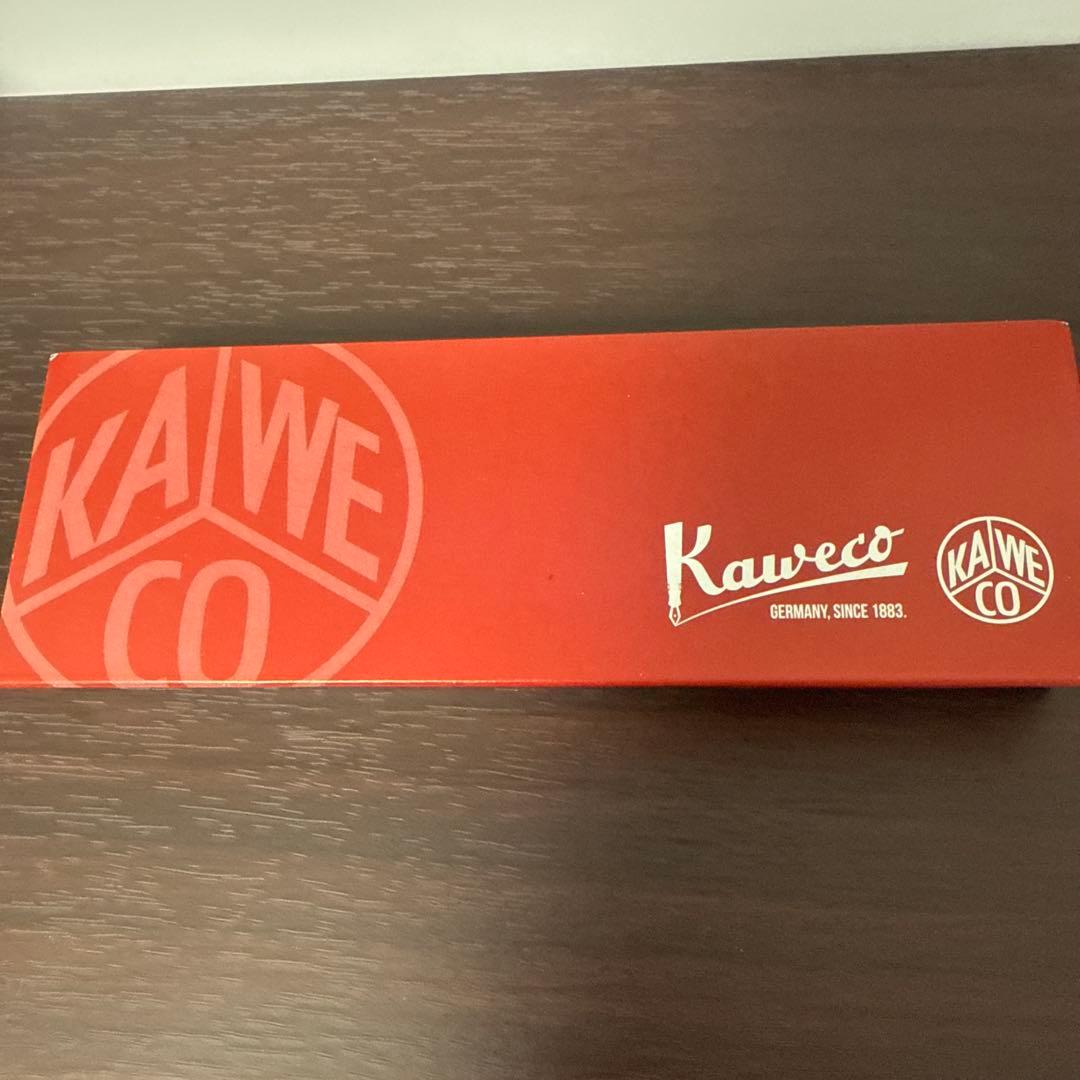 KA WE
CO
Kaweco
GERMANY, SINCE 1883.
KA WE
CO